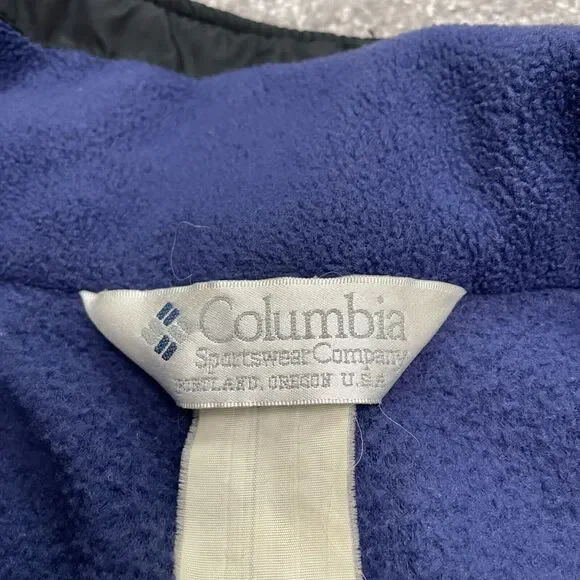 Columbia
Sportswear Company
PORTLAND, OREGON U.S.A.